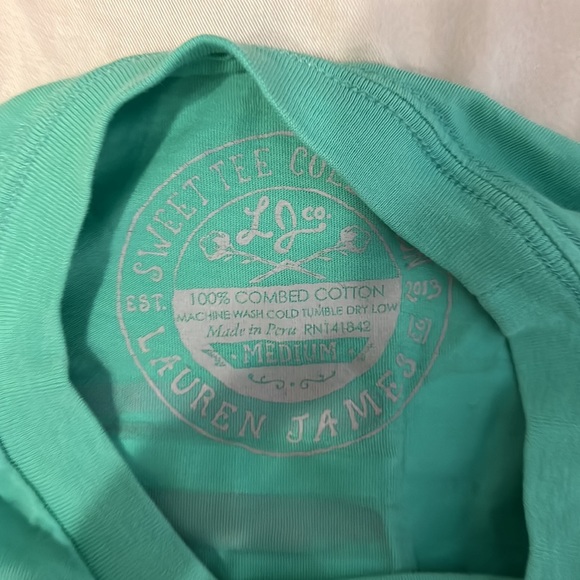 SWEET TEE
LJ co.
EST. 2013
100% COMBED COTTON
MACHINE WASH COLD TUMBLE DRY LOW
Made in Peru RN141842
MEDIUM
LAUREN JAMES Co